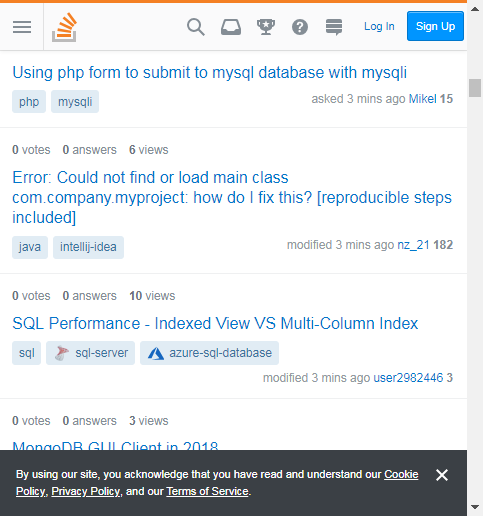 Log In Sign Up
Using php form to submit to mysql database with mysqli
php mysqli
asked 3 mins ago Mikel 15
0 votes 0 answers 6 views
Error: Could not find or load main class
com.company.myproject: how do I fix this? [reproducible steps
included]
java intellij-idea
modified 3 mins ago nz_21 182
0 votes 0 answers 10 views
SQL Performance - Indexed View VS Multi-Column Index
sql sql-server azure-sql-database
modified 3 mins ago user2982446 3
0 votes 0 answers 3 views
MongoDB GUI Client in 2018
By using our site, you acknowledge that you have read and understand our Cookie
Policy, Privacy Policy, and our Terms of Service.